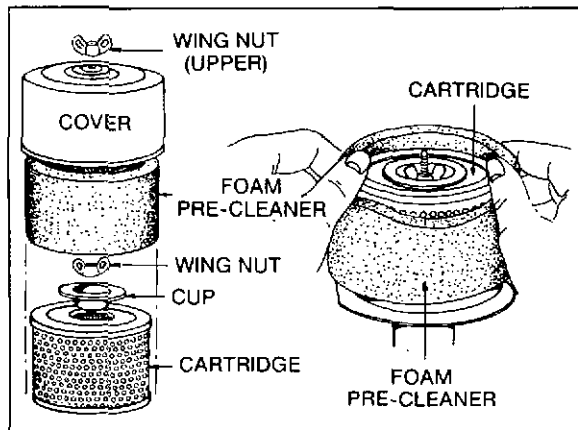 WING NUT
(UPPER)
COVER
FOAM
PRE-CLEANER
WING NUT
CUP
CARTRIDGE
CARTRIDGE
FOAM
PRE-CLEANER